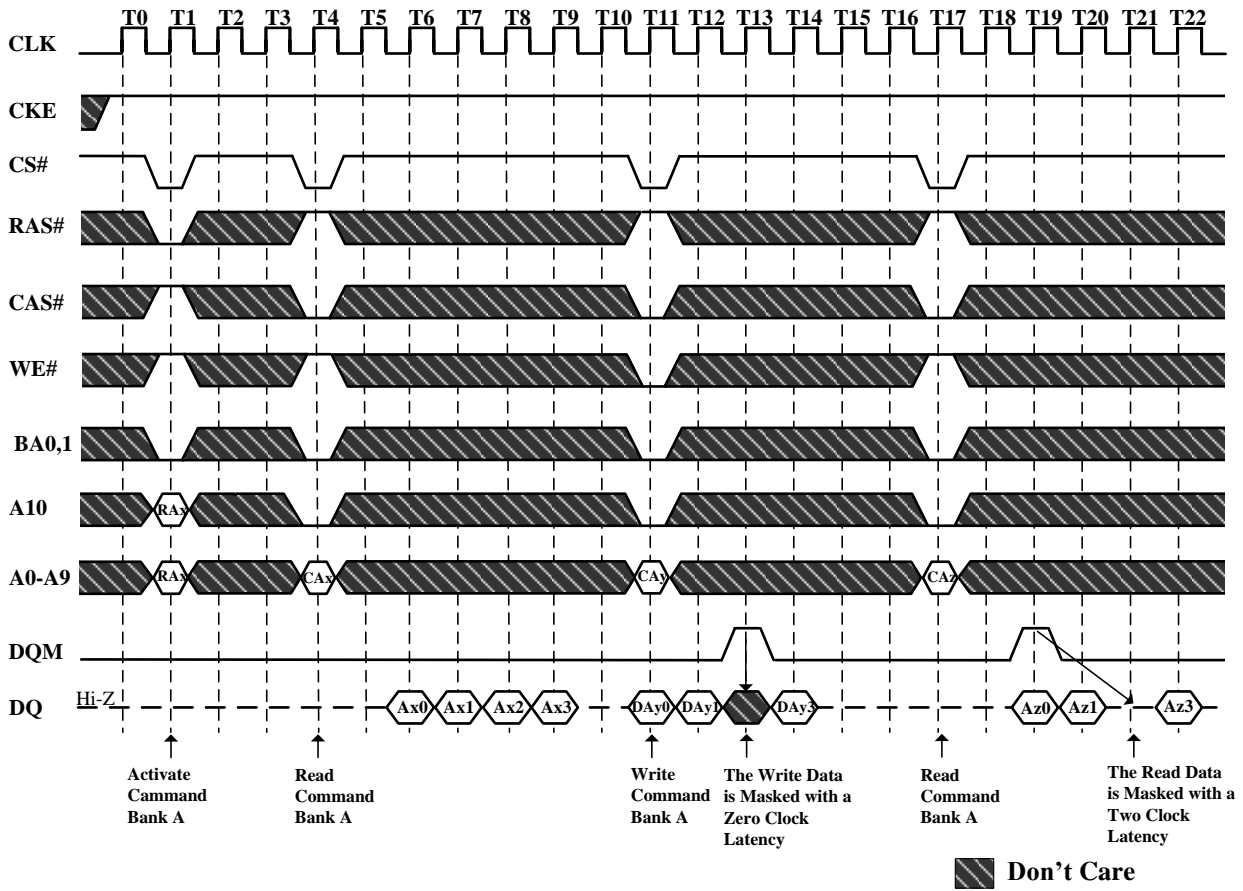 T0 T1 T2 T3 T4 T5 T6 T7 T8 T9 T10 T11 T12 T13 T14 T15 T16 T17 T18 T19 T20 T21 T22
CLK
CKE
CS#
RAS#
CAS#
WE#
BA0,1
A10
RAx
A0-A9
RAx CAx CAy CAz
DQM
DQ
Hi-Z
Ax0 Ax1 Ax2 Ax3 DAy0 DAy1 DAy3 Az0 Az1 Az3
Activate
Cammand
Bank A
Read
Command
Bank A
Write
Command
Bank A
The Write Data
is Masked with a
Zero Clock
Latency
Read
Command
Bank A
The Read Data
is Masked with a
Two Clock
Latency
Don't Care